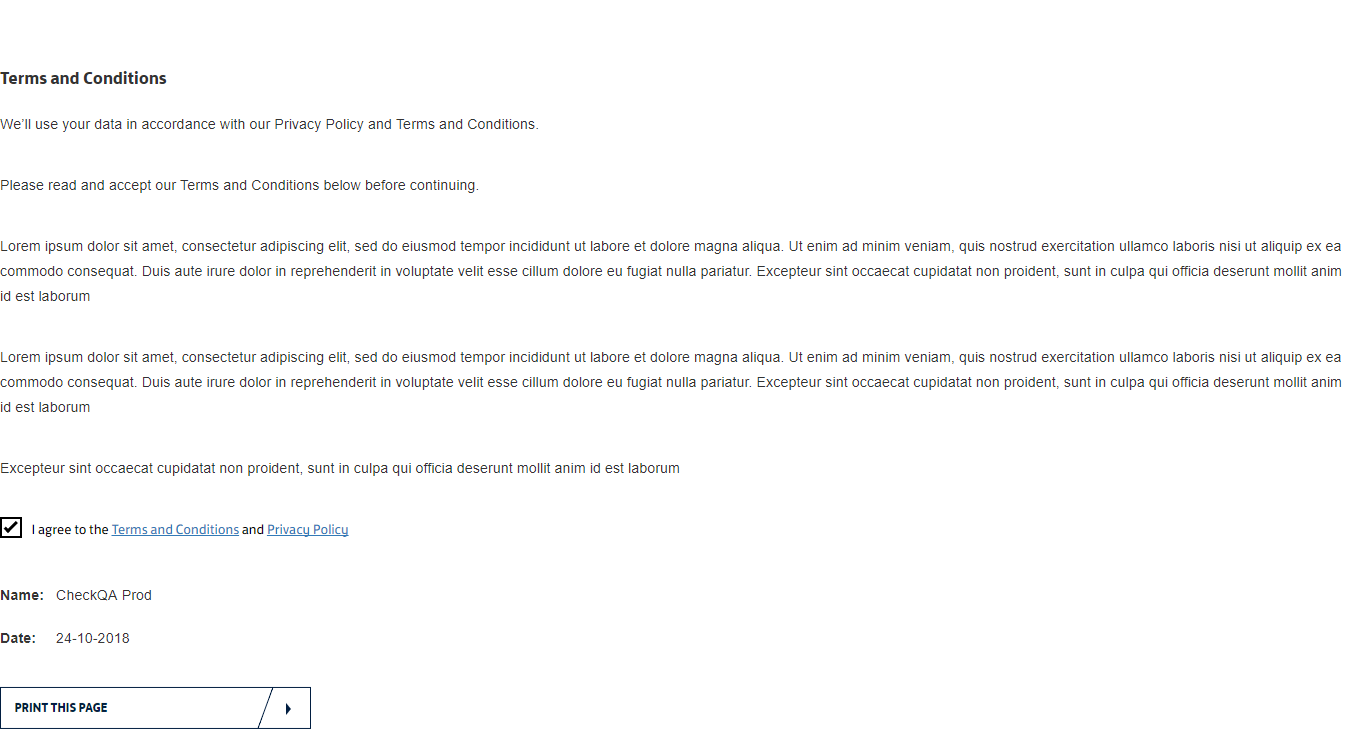 Terms and Conditions
We'll use your data in accordance with our Privacy Policy and Terms and Conditions.
Please read and accept our Terms and Conditions below before continuing.
Lorem ipsum dolor sit amet, consectetur adipiscing elit, sed do eiusmod tempor incididunt ut labore et dolore magna aliqua. Ut enim ad minim veniam, quis nostrud exercitation ullamco laboris nisi ut aliquip ex ea
commodo consequat. Duis aute irure dolor in reprehenderit in voluptate velit esse cillum dolore eu fugiat nulla pariatur. Excepteur sint occaecat cupidatat non proident, sunt in culpa qui officia deserunt mollit anim
id est laborum
Lorem ipsum dolor sit amet, consectetur adipiscing elit, sed do eiusmod tempor incididunt ut labore et dolore magna aliqua. Ut enim ad minim veniam, quis nostrud exercitation ullamco laboris nisi ut aliquip ex ea
commodo consequat. Duis aute irure dolor in reprehenderit in voluptate velit esse cillum dolore eu fugiat nulla pariatur. Excepteur sint occaecat cupidatat non proident, sunt in culpa qui officia deserunt mollit anim
id est laborum
Excepteur sint occaecat cupidatat non proident, sunt in culpa qui officia deserunt mollit anim id est laborum
I agree to the Terms and Conditions and Privacy Policy
Name: CheckQA Prod
Date: 24-10-2018
PRINT THIS PAGE